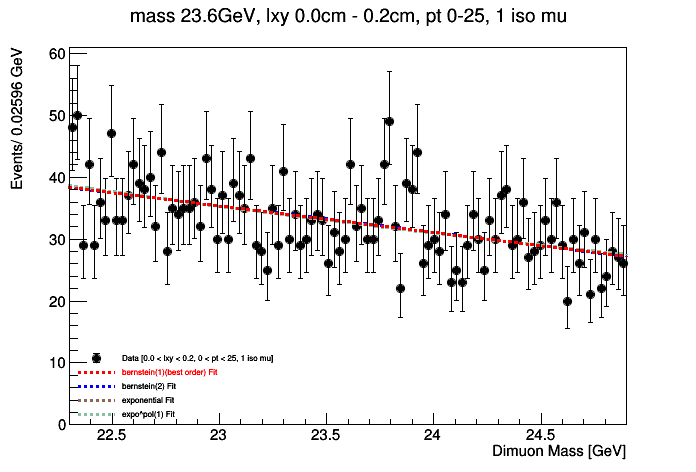 mass 23.6GeV, lxy 0.0cm - 0.2cm, pt 0-25, 1 iso mu
Events/ 0.02596 GeV
60
50
40
30
20
10
0
Data [0.0 < lxy < 0.2, 0 < pt < 25, 1 iso mu]
bernstein(1)(best order) Fit
bernstein(2) Fit
exponential Fit
expo^pol(1) Fit
22.5 23 23.5 24 24.5
Dimuon Mass [GeV]